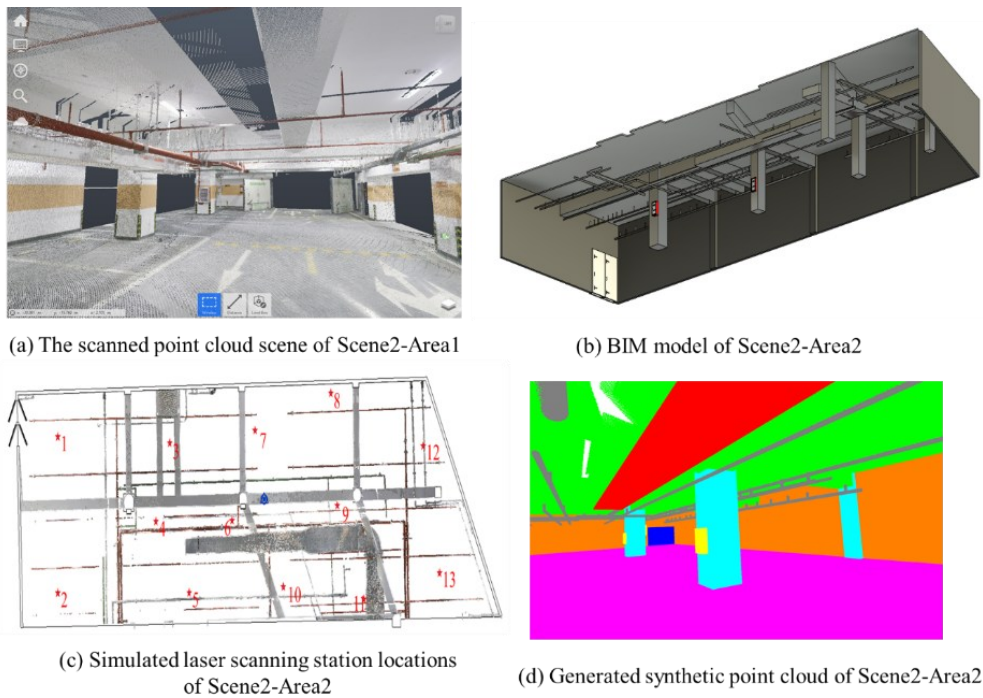 (a) The scanned point cloud scene of Scene2-Area1
(b) BIM model of Scene2-Area2
*1
*2
*3
*4
*5
6*
*7
*8
*9
*10
11*
*12
*13
(c) Simulated laser scanning station locations
of Scene2-Area2
(d) Generated synthetic point cloud of Scene2-Area2